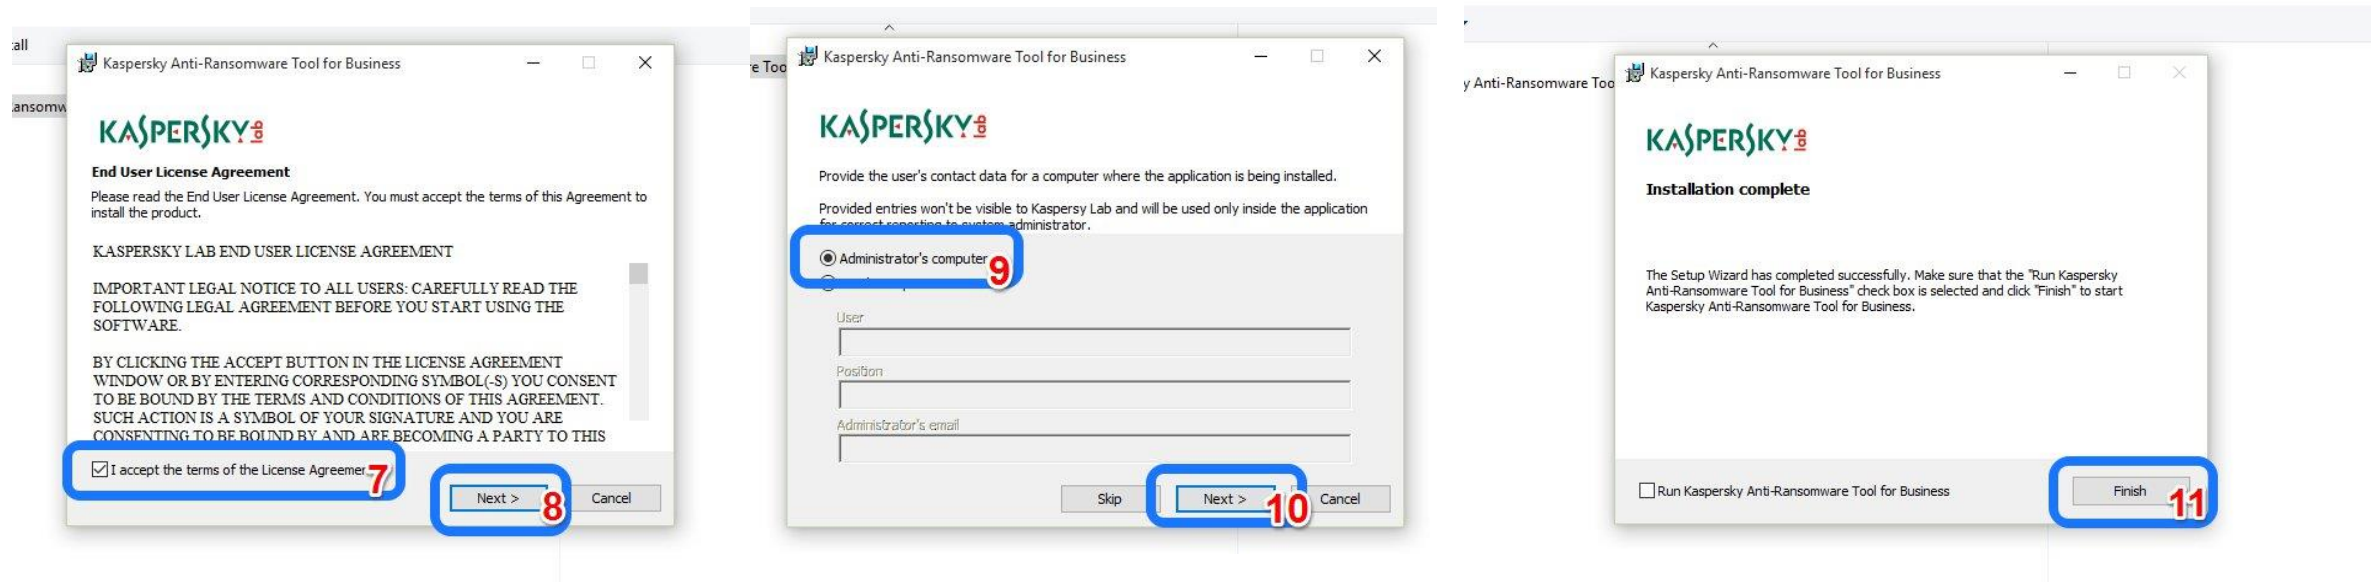 all
Kaspersky Anti-Ransomware Tool for Business
ansomw
KASPERSKY lab
End User License Agreement
Please read the End User License Agreement. You must accept the terms of this Agreement to
install the product.
KASPERSKY LAB END USER LICENSE AGREEMENT
IMPORTANT LEGAL NOTICE TO ALL USERS: CAREFULLY READ THE
FOLLOWING LEGAL AGREEMENT BEFORE YOU START USING THE
SOFTWARE.
BY CLICKING THE ACCEPT BUTTON IN THE LICENSE AGREEMENT
WINDOW OR BY ENTERING CORRESPONDING SYMBOL(-S) YOU CONSENT
TO BE BOUND BY THE TERMS AND CONDITIONS OF THIS AGREEMENT.
SUCH ACTION IS A SYMBOL OF YOUR SIGNATURE AND YOU ARE
CONSENTING TO BE BOUND BY AND ARE BECOMING A PARTY TO THIS
I accept the terms of the License Agreemen 7
Next > 8 Cancel
Kaspersky Anti-Ransomware Tool for Business
e Too
KASPERSKY lab
Provide the user's contact data for a computer where the application is being installed.
Provided entries won't be visible to Kaspersy Lab and will be used only inside the application
for correct reporting to system administrator.
Administrator's computer 9
User
Position
Administrator's email
Skip Next > 10 Cancel
Kaspersky Anti-Ransomware Tool for Business
y Anti-Ransomware Too
KASPERSKY lab
Installation complete
The Setup Wizard has completed successfully. Make sure that the "Run Kaspersky
Anti-Ransomware Tool for Business" check box is selected and click "Finish" to start
Kaspersky Anti-Ransomware Tool for Business.
Run Kaspersky Anti-Ransomware Tool for Business
Finish 11